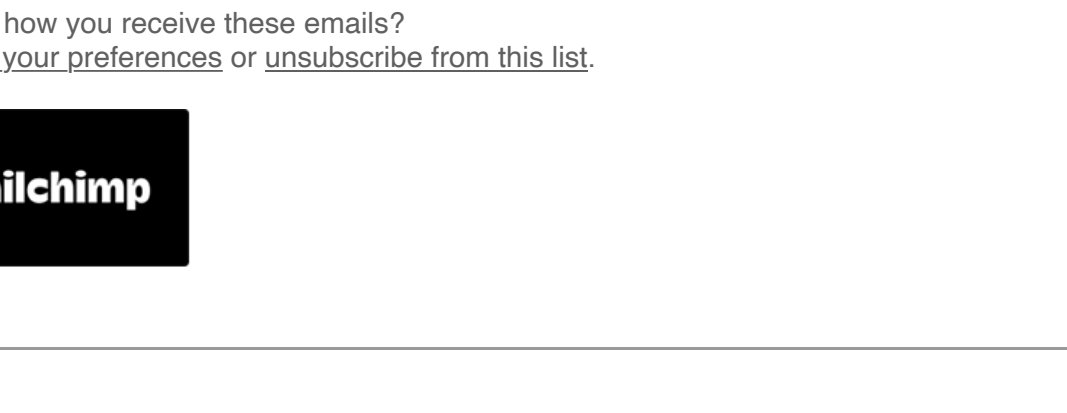 how you receive these emails?
your preferences or unsubscribe from this list.
ilchimp